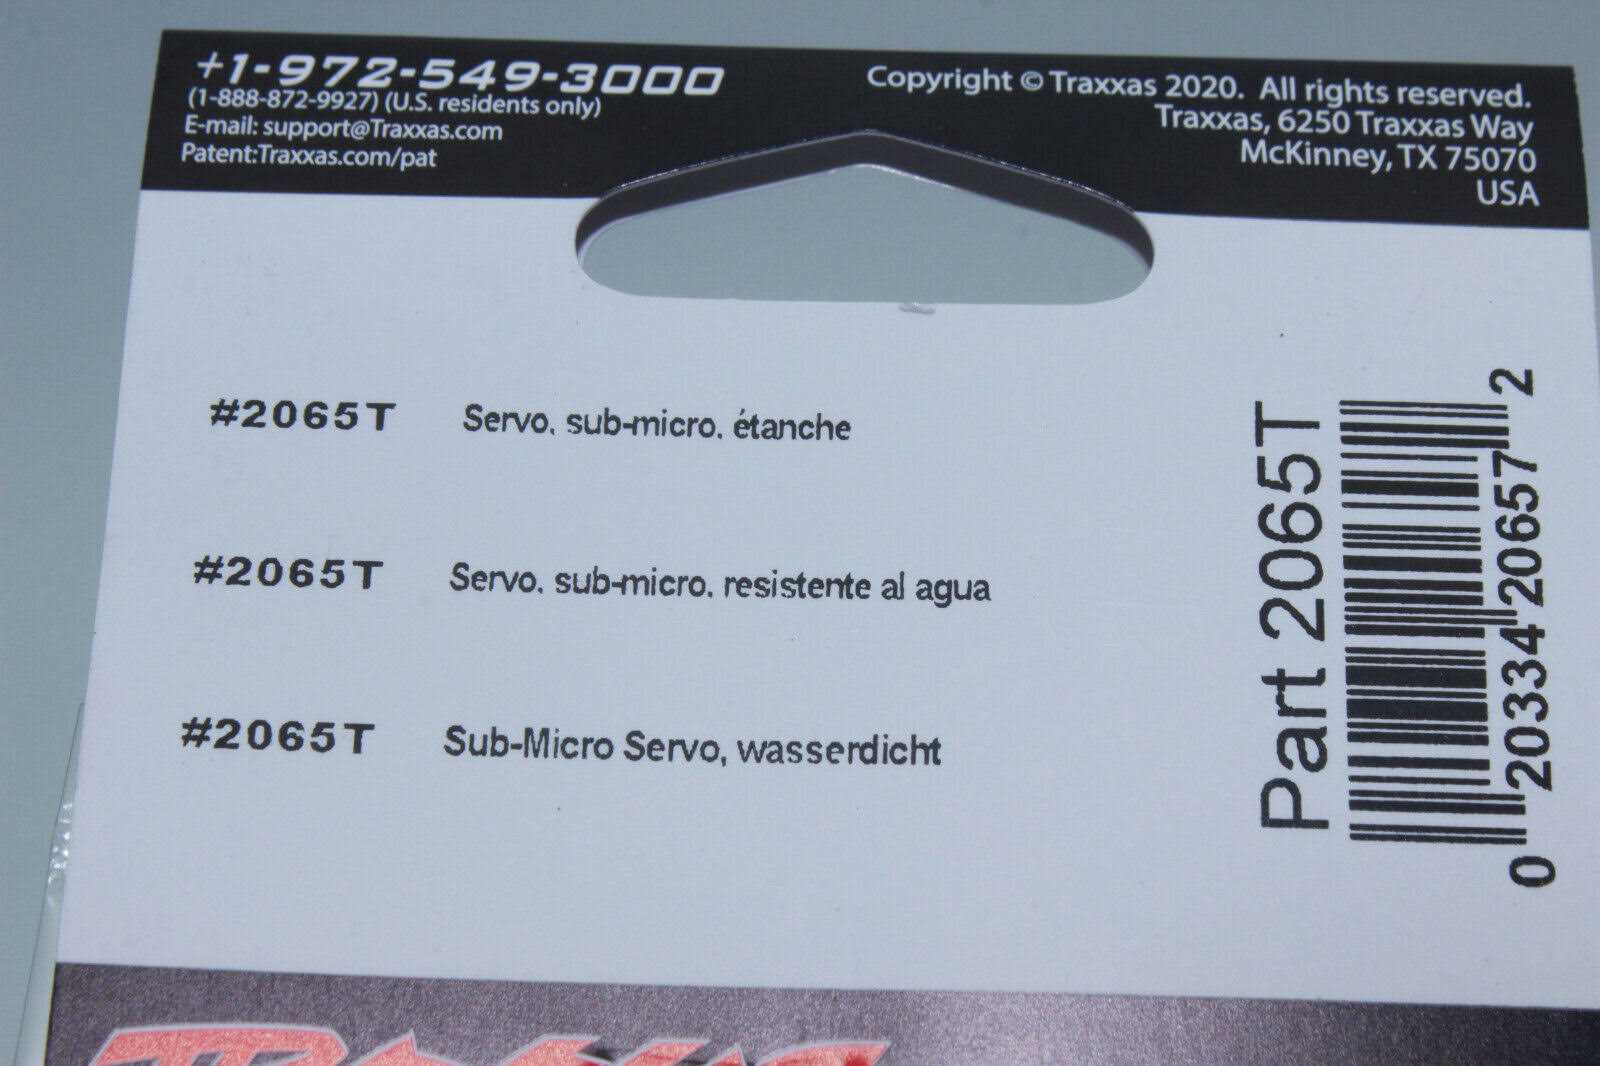 +1-972-549-3000
(1-888-872-9927) (U.S. residents only)
E-mail: support@Traxxas.com
Patent:Traxxas.com/pat
Copyright © Traxxas 2020. All rights reserved.
Traxxas, 6250 Traxxas Way
McKinney, TX 75070
USA
#2065T Servo, sub-micro, étanche
#2065T Servo, sub-micro, resistente al agua
#2065T Sub-Micro Servo, wasserdicht
Part 2065T
0 20334 20657 2
TRAXXAS